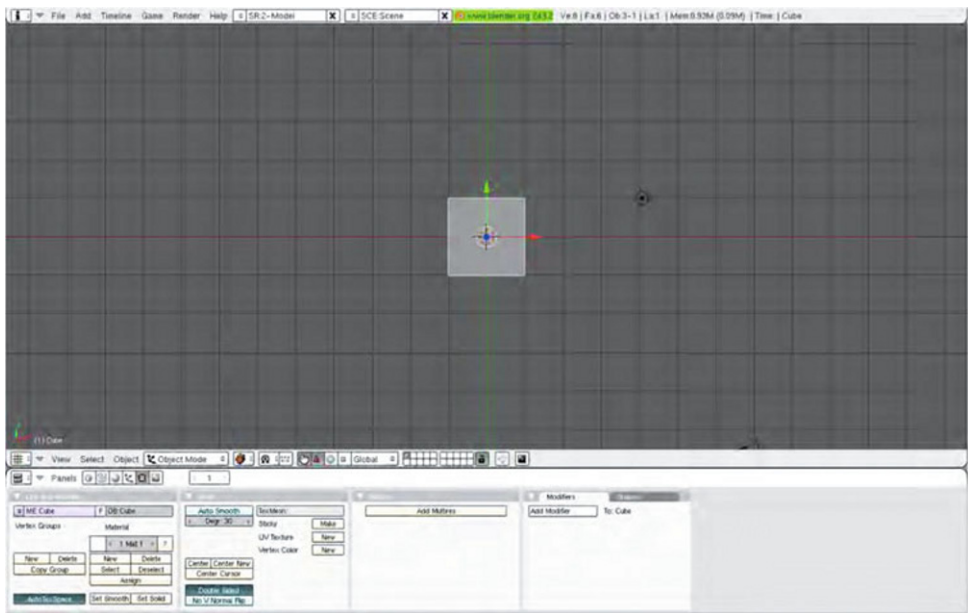 File Add Timeline Game Render Help SR:2-Model X SCE:Scene X www.blender.org 243.2 Ve:8 | Fa:6 | Ob:3-1 | La:1 | Mem:0.93M (0.09M) | Time: | Cube
(1) Cube
View Select Object Object Mode Global
Panels 1
Modifiers
ME:Cube F OB:Cube Auto Smooth TexMesh: Add Multires Add Modifier To: Cube
Degr: 30 Sticky Make
Vertex Groups Material
UV Texture New
1 Mat 1 ?
Vertex Color New
New Delete New Delete
Center Center New
Copy Group Select Deselect
Center Cursor
Assign
Double Sided
AutoTexSpace Set Smooth Set Solid No V.Normal Flip